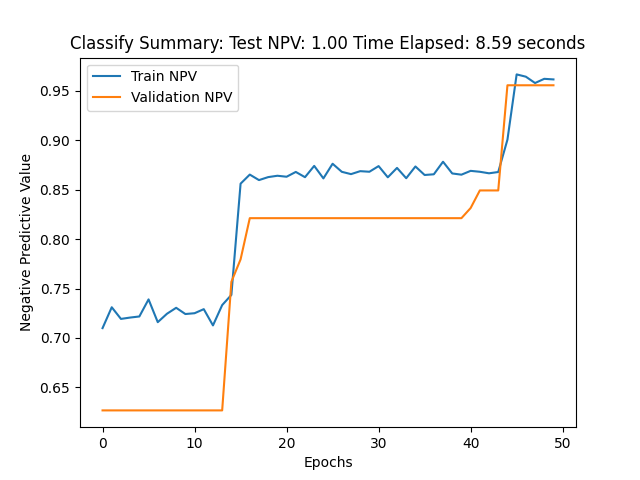 Classify Summary: Test NPV: 1.00 Time Elapsed: 8.59 seconds
Train NPV
Validation NPV
Negative Predictive Value
0.95
0.90
0.85
0.80
0.75
0.70
0.65
0
10
20
30
40
50
Epochs